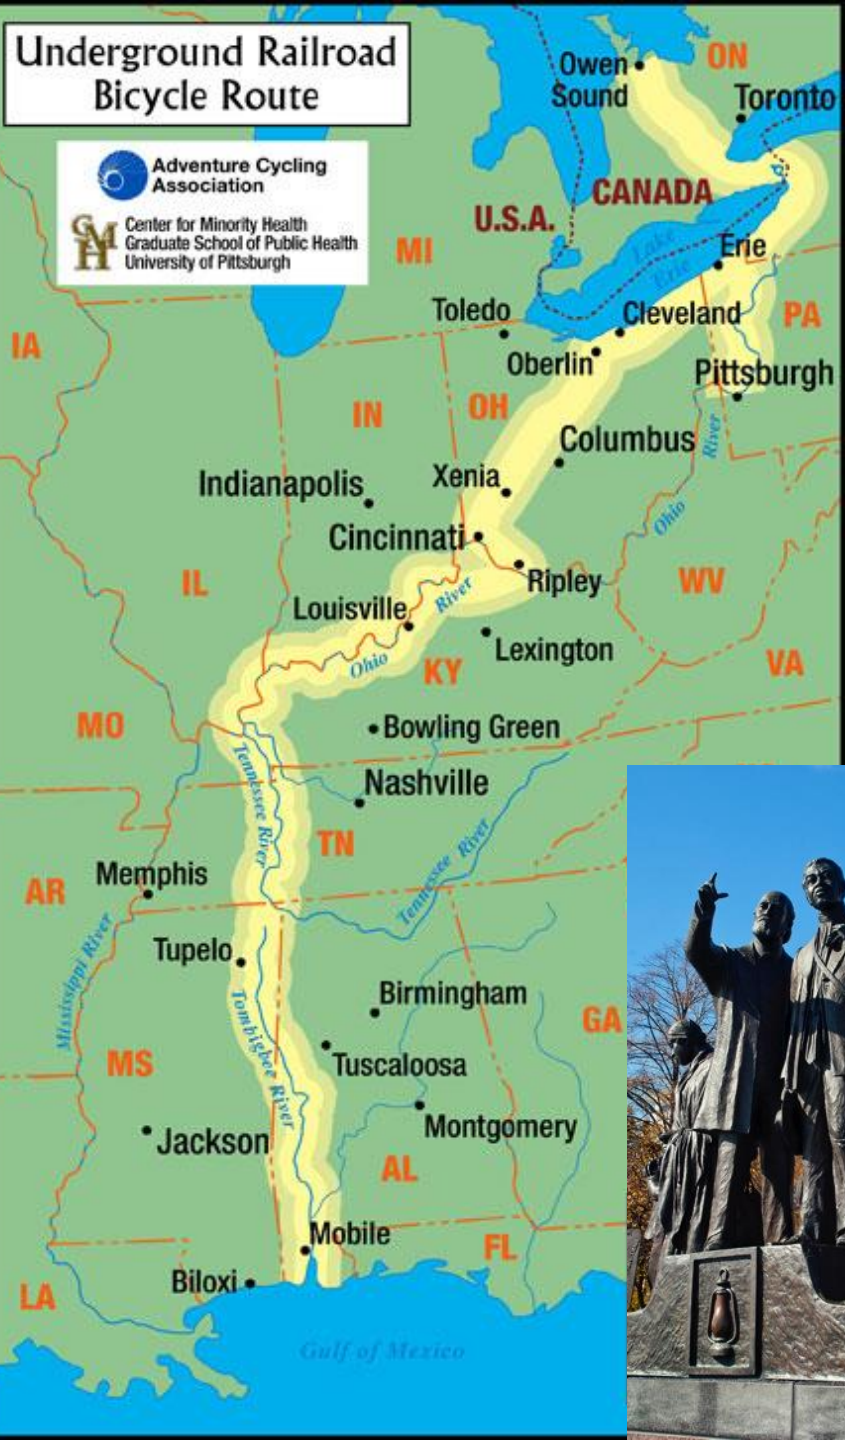 Underground Railroad
Bicycle Route
Adventure Cycling
Association
GMH
Center for Minority Health
Graduate School of Public Health
University of Pittsburgh
Owen
Sound
ON
Toronto
CANADA
U.S.A.
MI
Lake
Erie
Erie
Toledo
Cleveland
PA
IA
Oberlin
Pittsburgh
IN
OH
River
Columbus
Xenia
Indianapolis
Ohio
Cincinnati
IL
Ripley
WV
River
Louisville
Lexington
Ohio
KY
VA
MO
Bowling Green
Tennessee River
Nashville
TN
Tennessee River
Memphis
AR
Mississippi River
Tupelo
Birmingham
Tombigbee River
GA
MS
Tuscaloosa
Montgomery
Jackson
AL
Mobile
FL
Biloxi
LA
Gulf of Mexico